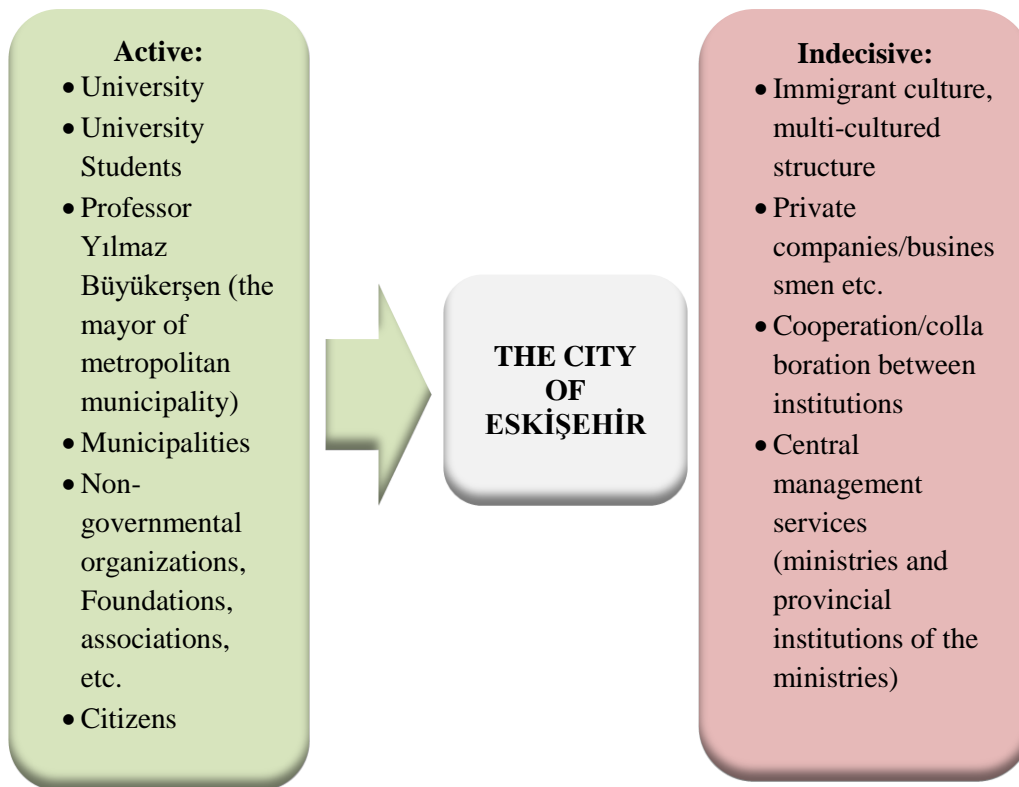 Active:
• University
• University
Students
• Professor
Yılmaz
Büyükerşen (the
mayor of
metropolitan
municipality)
• Municipalities
• Non-
governmental
organizations,
Foundations,
associations,
etc.
• Citizens
THE CITY
OF
ESKİŞEHİR
Indecisive:
• Immigrant culture,
multi-cultured
structure
• Private
companies/busines
smen etc.
• Cooperation/colla
boration between
institutions
• Central
management
services
(ministries and
provincial
institutions of the
ministries)